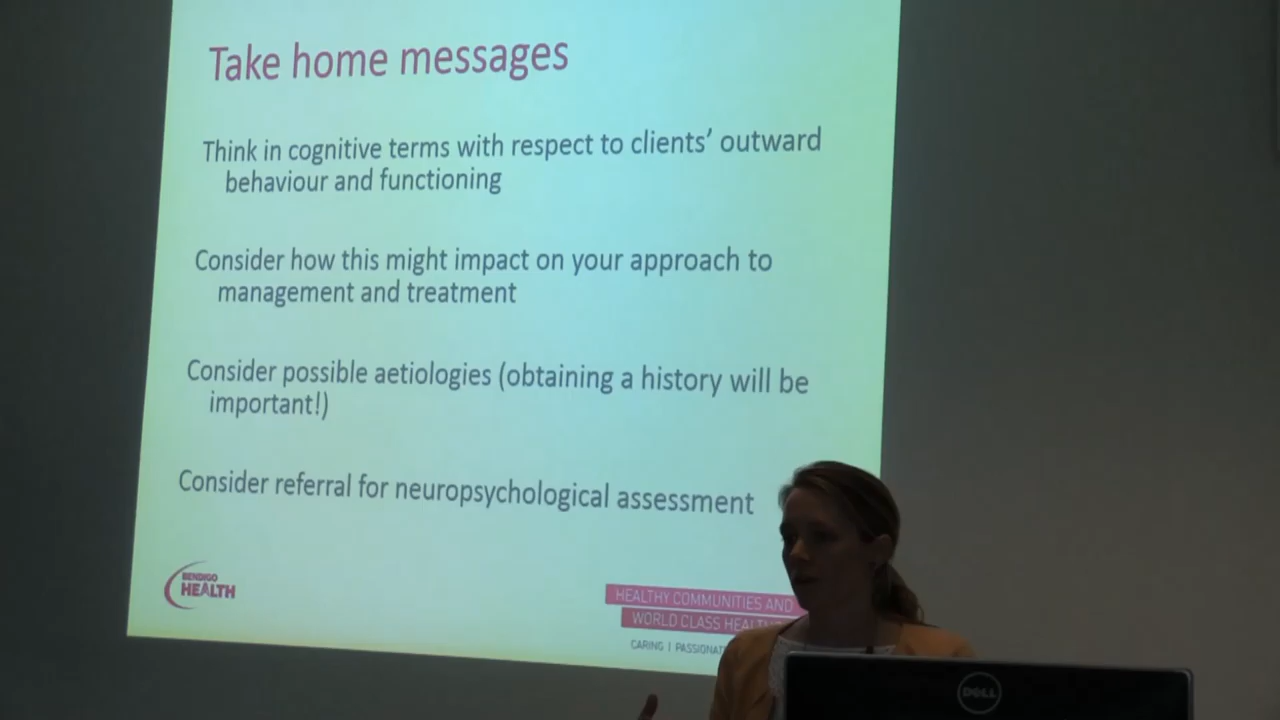 Take home messages
Think in cognitive terms with respect to clients' outward
behaviour and functioning
Consider how this might impact on your approach to
management and treatment
Consider possible aetiologies (obtaining a history will be
important!)
Consider referral for neuropsychological assessment
BENDIGO
HEALTH
HEALTHY COMMUNITIES AND
WORLD CLASS
CARING |
DELL